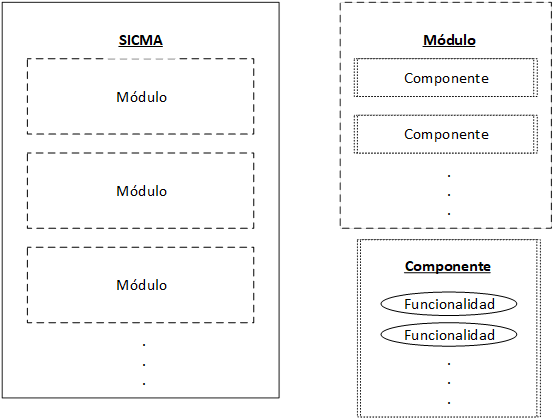 SICMA
Módulo
Módulo
Módulo
Módulo
Componente
Componente
Componente
Funcionalidad
Funcionalidad